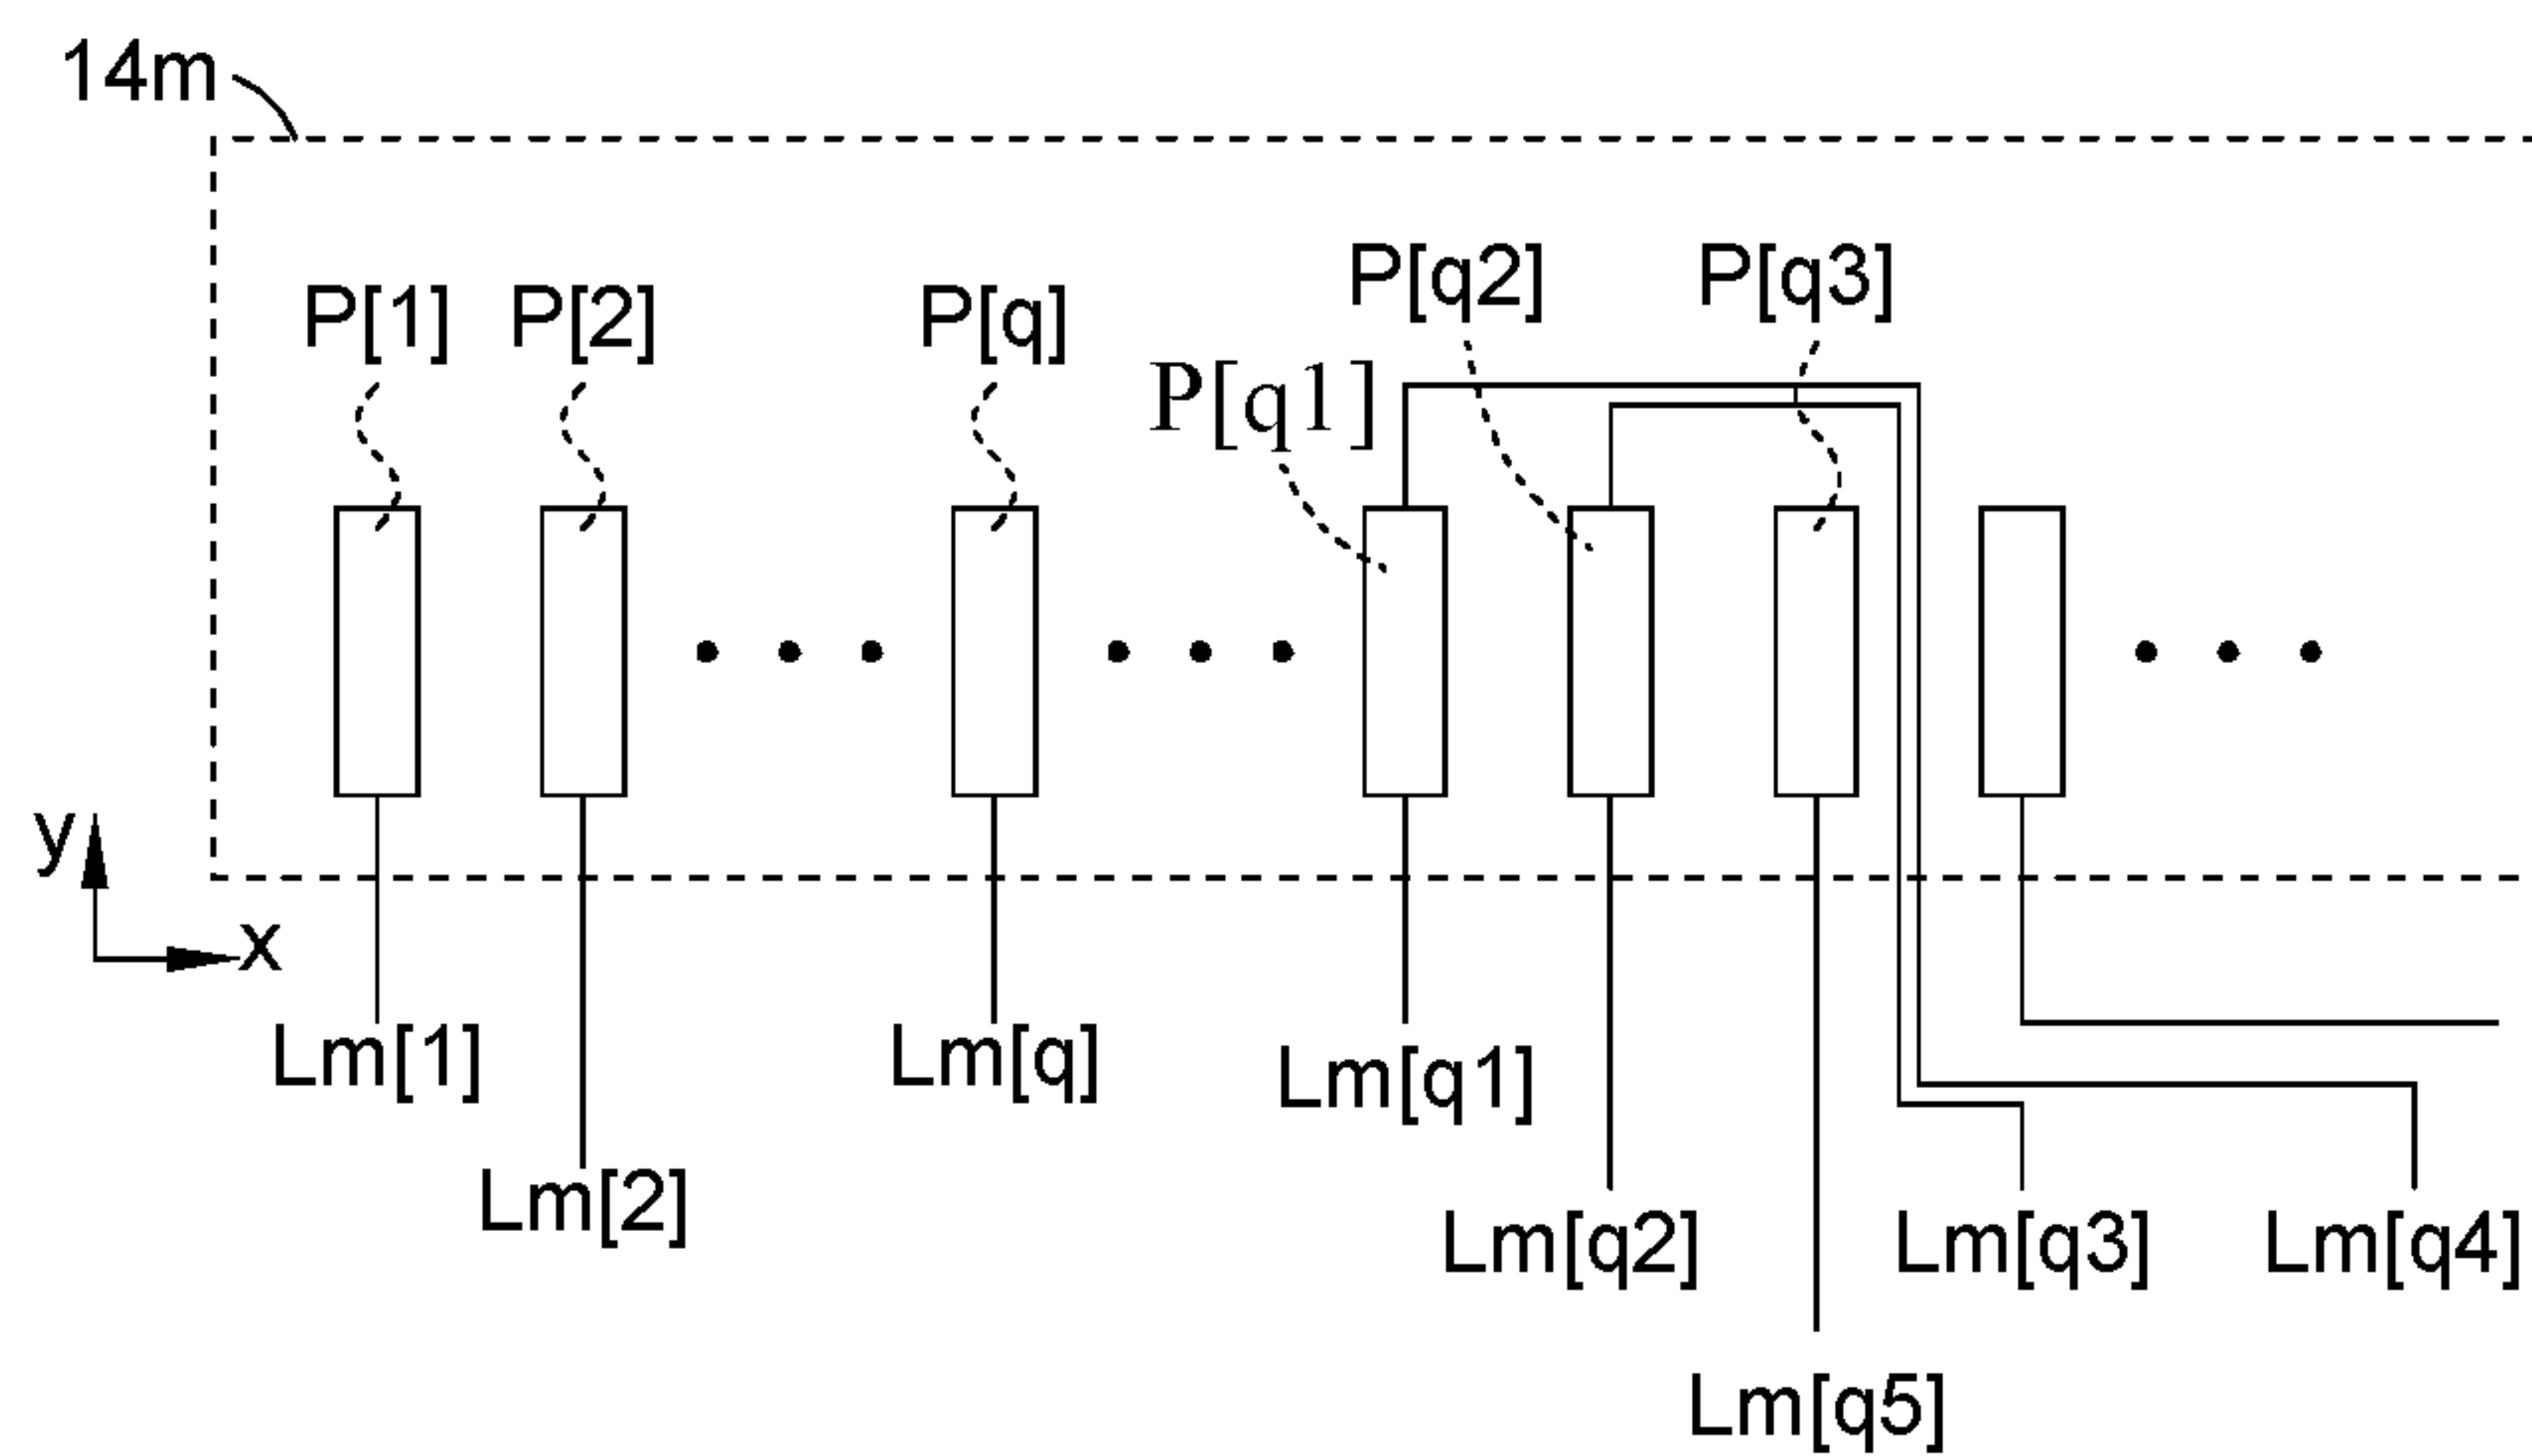 14m
P[1] P[2] P[q] P[q2] P[q3]
P[q1]
y
x
Lm[1] Lm[q] Lm[q1]
Lm[2] Lm[q2] Lm[q3] Lm[q4]
Lm[q5]